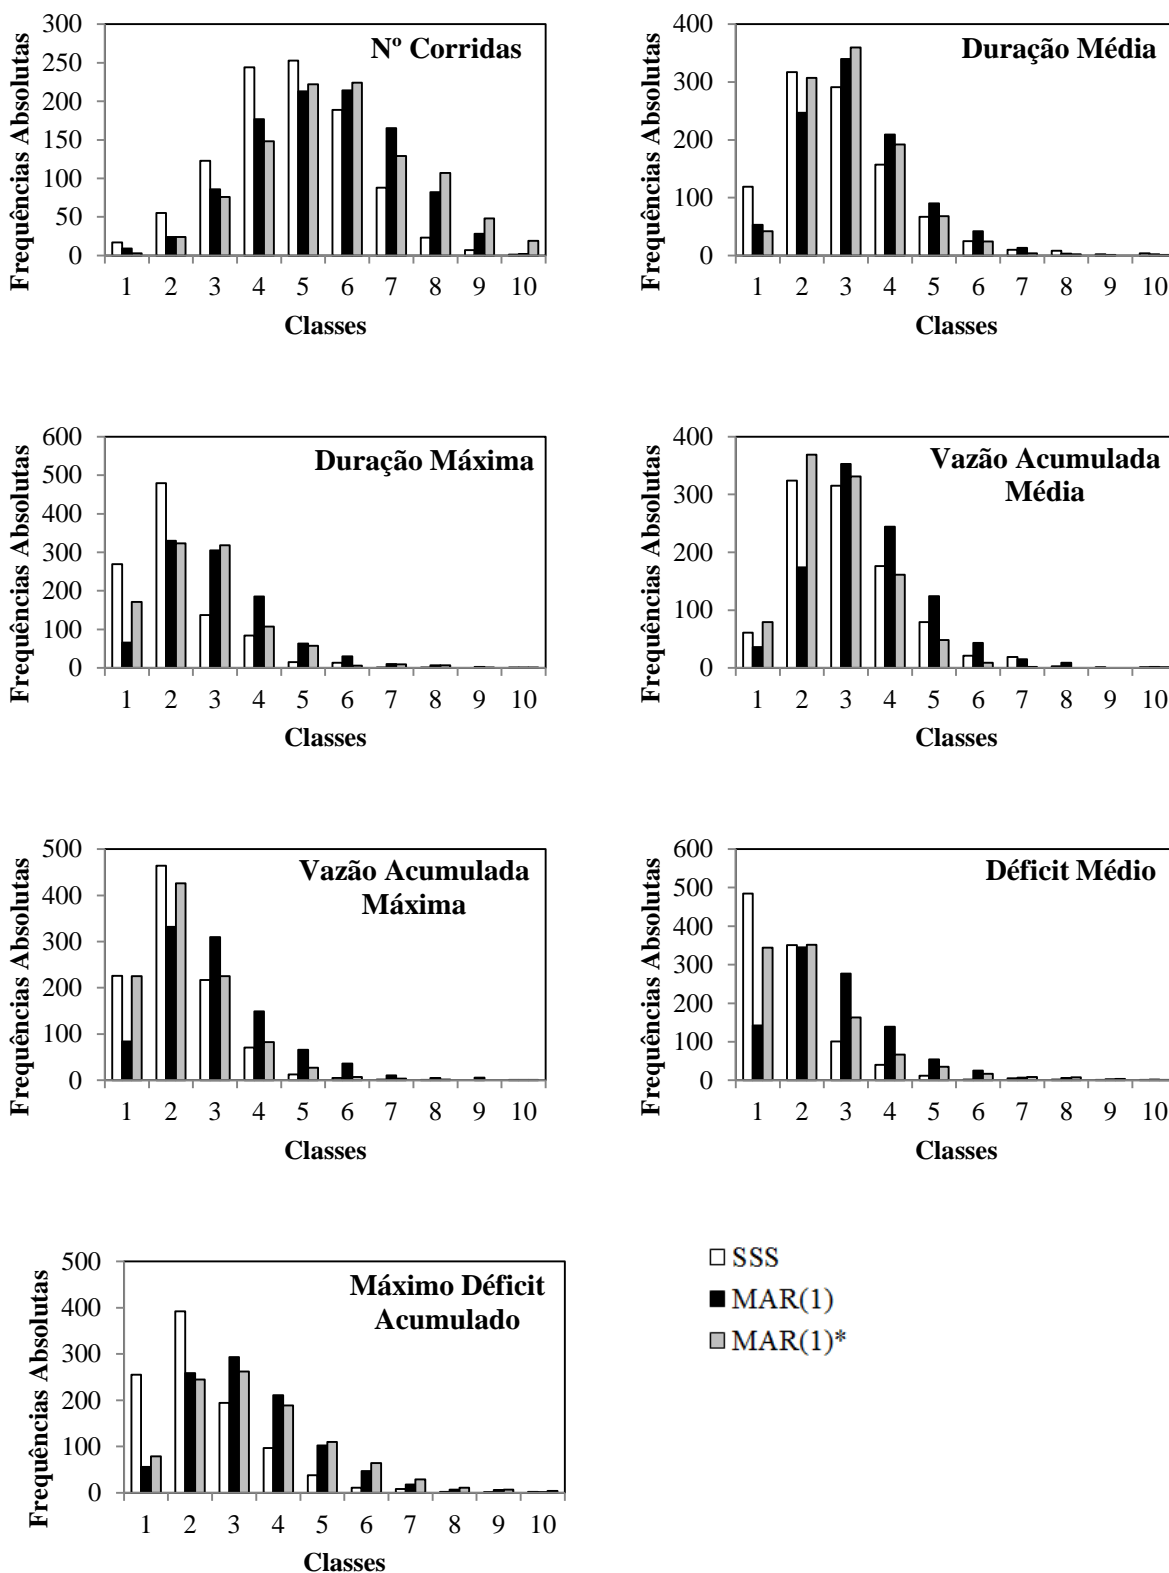 Nº Corridas
Frequências Absolutas
300
250
200
150
100
50
0
1 2 3 4 5 6 7 8 9 10
Classes
Duração Média
Frequências Absolutas
400
300
200
100
0
1 2 3 4 5 6 7 8 9 10
Classes
Duração Máxima
Frequências Absolutas
600
500
400
300
200
100
0
1 2 3 4 5 6 7 8 9 10
Classes
Vazão Acumulada
Média
Frequências Absolutas
400
300
200
100
0
1 2 3 4 5 6 7 8 9 10
Classes
Vazão Acumulada
Máxima
Frequências Absolutas
500
400
300
200
100
0
1 2 3 4 5 6 7 8 9 10
Classes
Déficit Médio
Frequências Absolutas
600
500
400
300
200
100
0
1 2 3 4 5 6 7 8 9 10
Classes
Máximo Déficit
Acumulado
Frequências Absolutas
500
400
300
200
100
0
1 2 3 4 5 6 7 8 9 10
Classes
SSS
MAR(1)
MAR(1)*